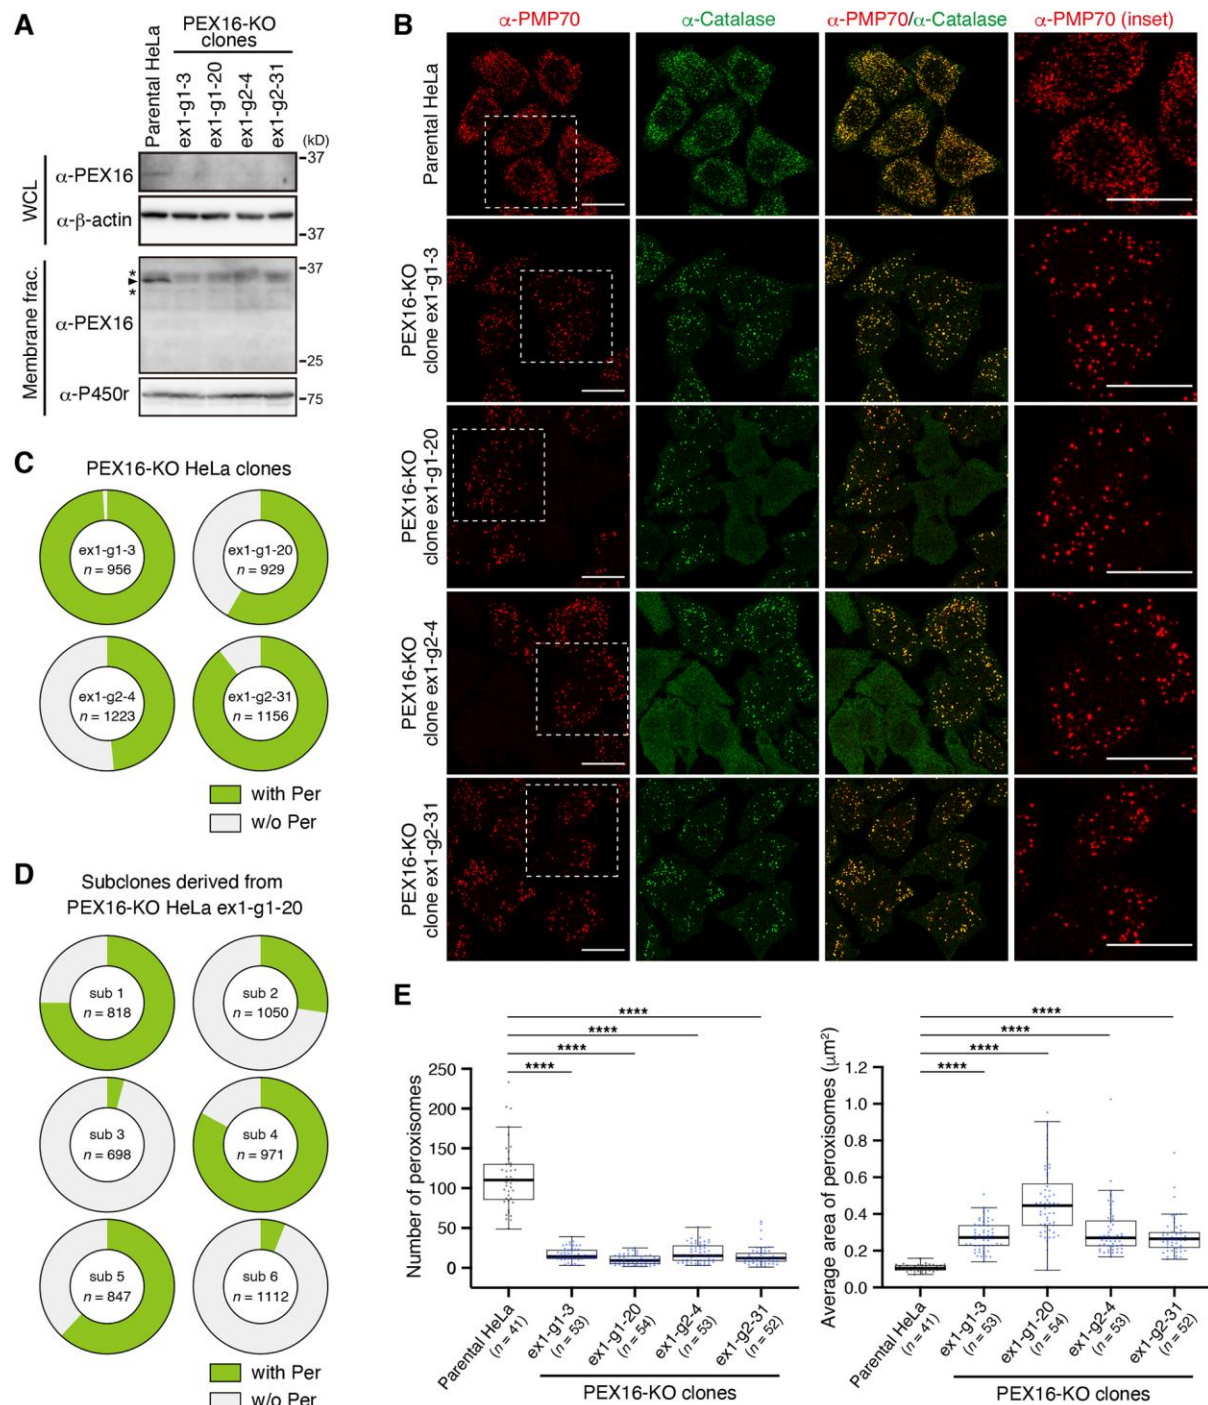 A
PEX16-KO
clones
Parental HeLa
ex1-g1-3
ex1-g1-20
ex1-g2-4
ex1-g2-31
(kD)
WCL
α-PEX16
-37
α-β-actin
-37
Membrane frac.
α-PEX16
*
*
-37
-25
α-P450r
-75
B
α-PMP70
α-Catalase
α-PMP70/α-Catalase
α-PMP70 (inset)
Parental HeLa
PEX16-KO
clone ex1-g1-3
PEX16-KO
clone ex1-g1-20
PEX16-KO
clone ex1-g2-4
PEX16-KO
clone ex1-g2-31
C
PEX16-KO HeLa clones
ex1-g1-3
n = 956
ex1-g1-20
n = 929
ex1-g2-4
n = 1223
ex1-g2-31
n = 1156
with Per
w/o Per
D
Subclones derived from
PEX16-KO HeLa ex1-g1-20
sub 1
n = 818
sub 2
n = 1050
sub 3
n = 698
sub 4
n = 971
sub 5
n = 847
sub 6
n = 1112
with Per
w/o Per
E
Number of peroxisomes
250
200
150
100
50
0
****
****
****
****
Parental HeLa
(n = 41)
ex1-g1-3
(n = 53)
ex1-g1-20
(n = 54)
ex1-g2-4
(n = 53)
ex1-g2-31
(n = 52)
PEX16-KO clones
Average area of peroxisomes (μm²)
1.2
1.0
0.8
0.6
0.4
0.2
0.0
****
****
****
****
Parental HeLa
(n = 41)
ex1-g1-3
(n = 53)
ex1-g1-20
(n = 54)
ex1-g2-4
(n = 53)
ex1-g2-31
(n = 52)
PEX16-KO clones